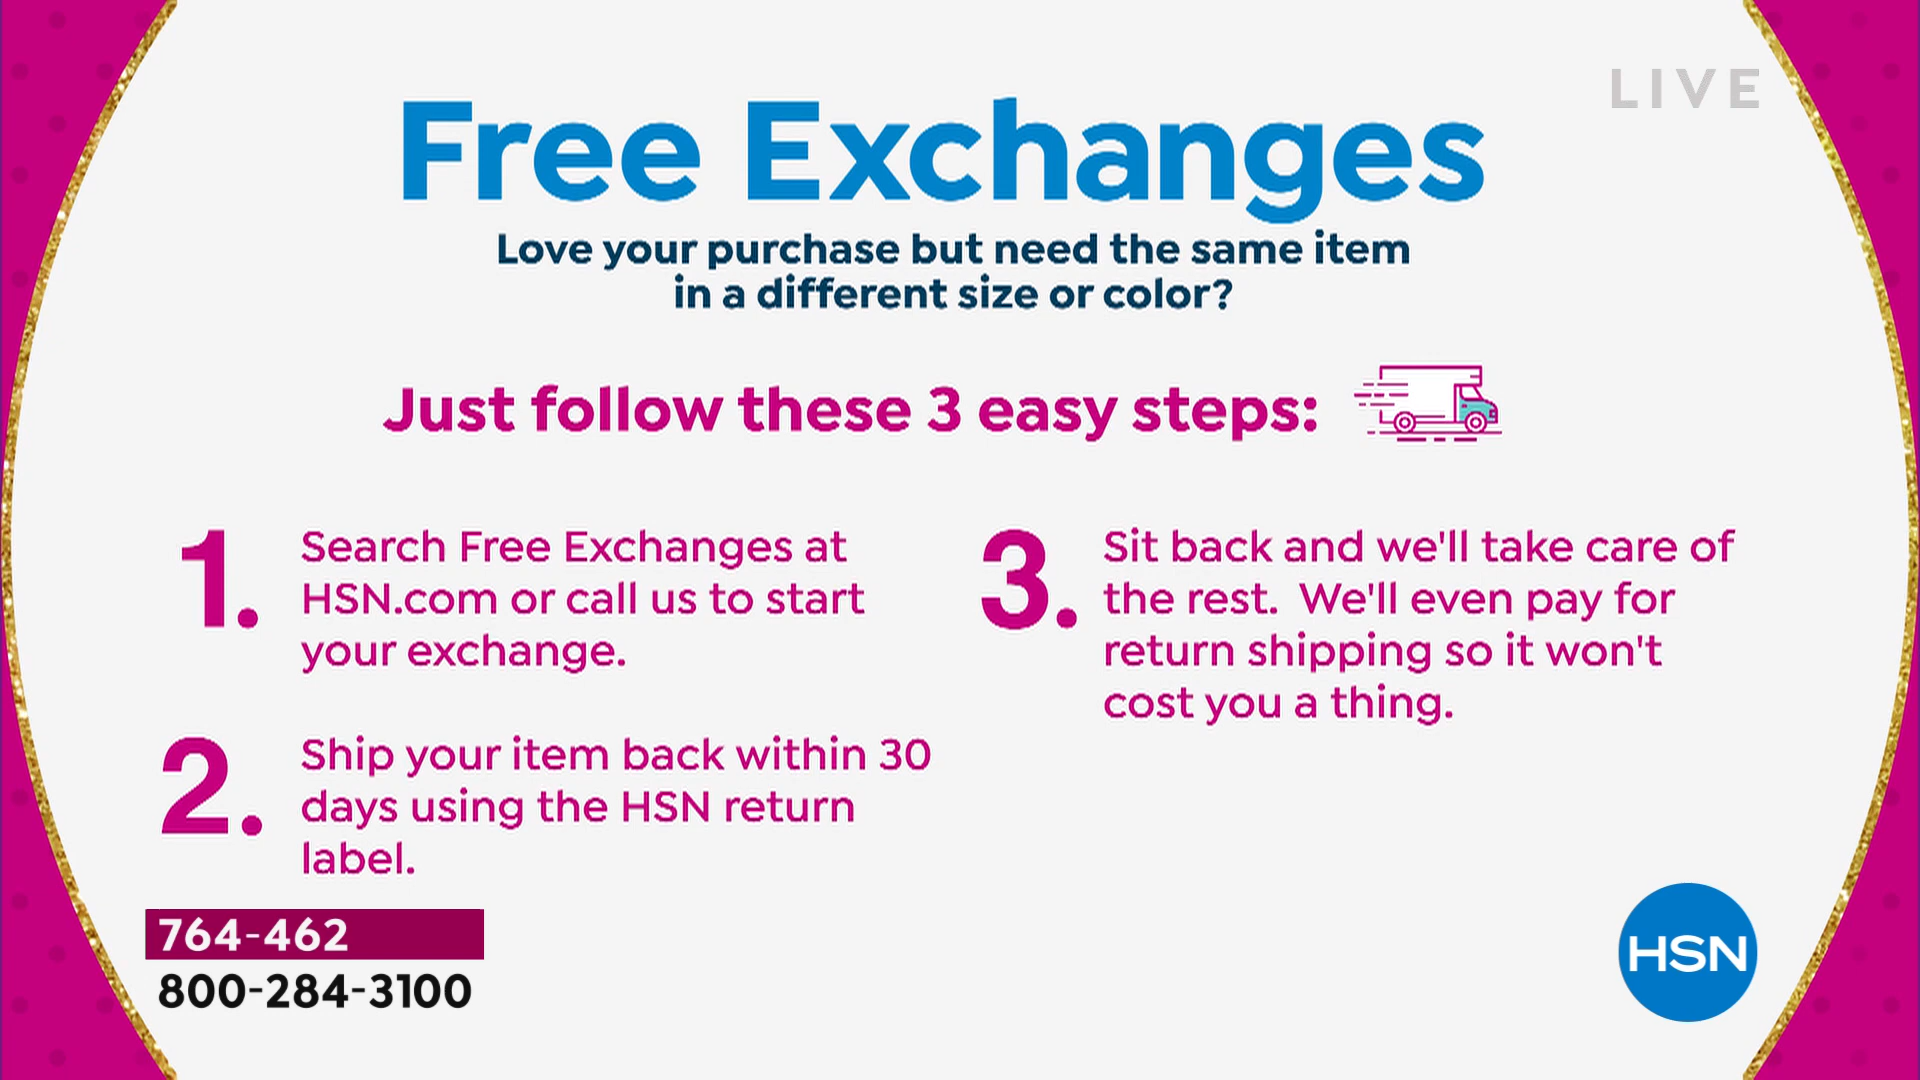 LIVE
Free Exchanges
Love your purchase but need the same item
in a different size or color?
Just follow these 3 easy steps:
1. Search Free Exchanges at
HSN.com or call us to start
your exchange.
2. Ship your item back within 30
days using the HSN return
label.
3. Sit back and we'll take care of
the rest. We'll even pay for
return shipping so it won't
cost you a thing.
764-462
800-284-3100
HSN